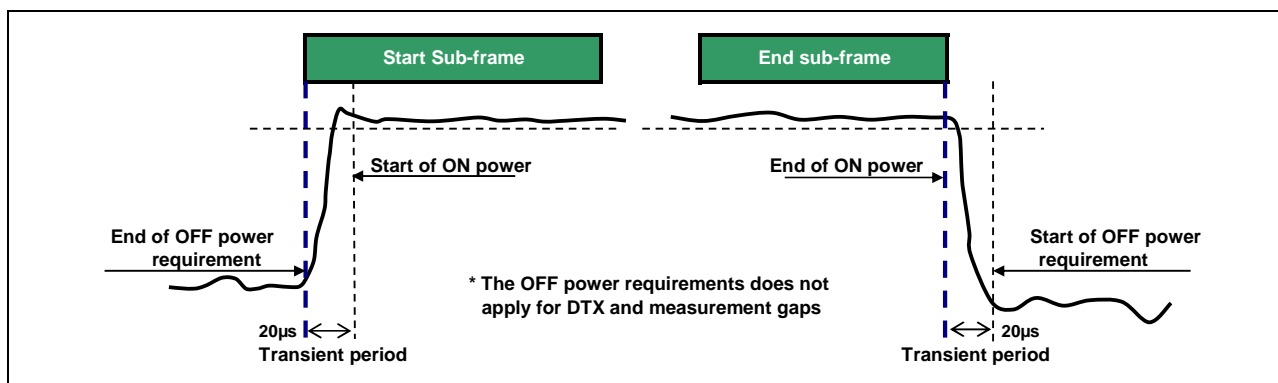 Start Sub-frame
End sub-frame
Start of ON power
End of ON power
End of OFF power
requirement
Start of OFF power
requirement
* The OFF power requirements does not
apply for DTX and measurement gaps
20µs
Transient period
20µs
Transient period